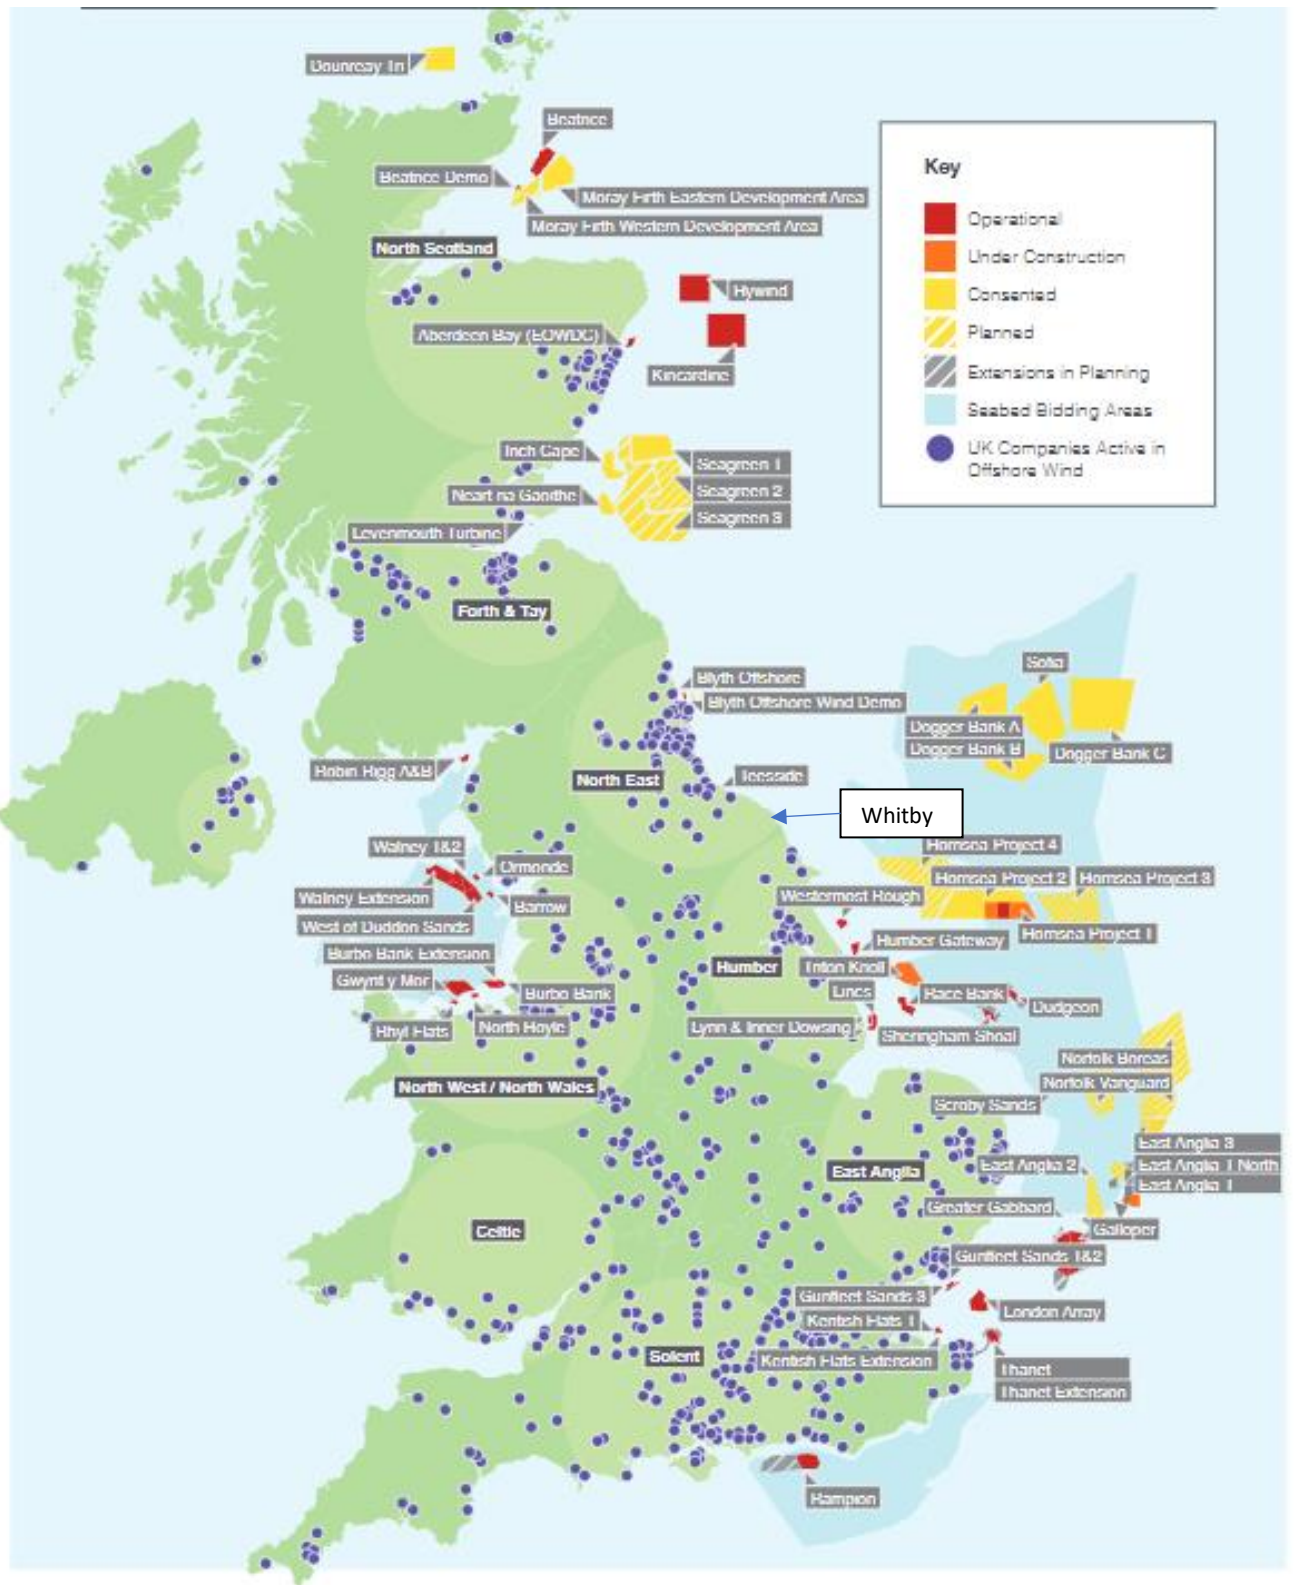 Dounreay Tri
Beatrice
Beatrice Demo
Moray Firth Eastern Development Area
Moray Firth Western Development Area
North Scotland
Hywind
Aberdeen Bay (EOWDC)
Kincardine
Key
Operational
Under Construction
Consented
Planned
Extensions in Planning
Seabed Bidding Areas
UK Companies Active in
Offshore Wind
Inch Cape
Seagreen 1
Neart na Gaoithe
Seagreen 2
Seagreen 3
Levenmouth Turbine
Forth & Tay
Blyth Offshore
Blyth Offshore Wind Demo
Sofia
Dogger Bank A
Dogger Bank B
Dogger Bank C
Robin Rigg A&B
North East
Teesside
Whitby
Walney 1&2
Ormonde
Walney Extension
Barrow
West of Duddon Sands
Burbo Bank Extension
Gwynt y Mor
Burbo Bank
Rhyl Flats
North Hoyle
North West / North Wales
Hornsea Project 4
Hornsea Project 2
Hornsea Project 3
Westermost Rough
Hornsea Project 1
Humber Gateway
Humber
Triton Knoll
Lincs
Race Bank
Dudgeon
Lynn & Inner Dowsing
Sheringham Shoal
Norfolk Boreas
Norfolk Vanguard
Scroby Sands
East Anglia 3
East Anglia
East Anglia 2
East Anglia 1 North
East Anglia 1
Greater Gabbard
Galloper
Celtic
Gunfleet Sands 1&2
Gunfleet Sands 3
London Array
Kentish Flats 1
Solent
Kentish Flats Extension
Thanet
Thanet Extension
Rampion